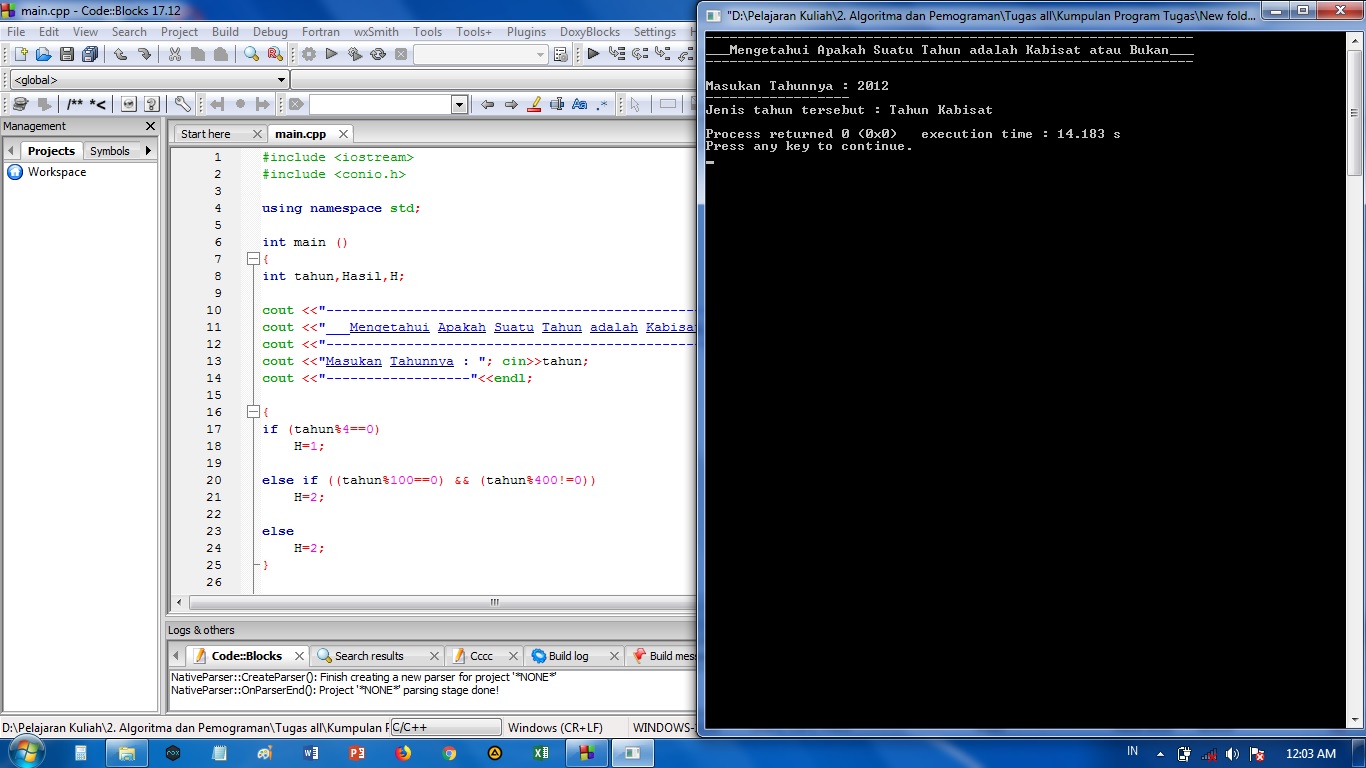 main.cpp - Code::Blocks 17.12
File Edit View Search Project Build Debug Fortran wxSmith Tools Tools+ Plugins DoxyBlocks Settings
<global>
/** *<
Aa .*
Management
Projects Symbols
Workspace
Start here main.cpp
1 #include <iostream>
2 #include <conio.h>
3
4 using namespace std;
5
6 int main ()
7 {
8 int tahun,Hasil,H;
9
10 cout <<"-----------------------------------------------
11 cout <<"___Mengetahui Apakah Suatu Tahun adalah Kabisa
12 cout <<"-----------------------------------------------
13 cout <<"Masukan Tahunnya : "; cin>>tahun;
14 cout <<"------------------"<<endl;
15
16 {
17 if (tahun%4==0)
18 H=1;
19
20 else if ((tahun%100==0) && (tahun%400!=0))
21 H=2;
22
23 else
24 H=2;
25 }
26
Logs & others
Code::Blocks Search results Cccc Build log Build mes
NativeParser::CreateParser(): Finish creating a new parser for project '*NONE*'
NativeParser::OnParserEnd(): Project '*NONE*' parsing stage done!
D:\Pelajaran Kuliah\2. Algoritma dan Pemograman\Tugas all\Kumpulan P C/C++ Windows (CR+LF) WINDOWS-
"D:\Pelajaran Kuliah\2. Algoritma dan Pemograman\Tugas all\Kumpulan Program Tugas\New fold...
-------------------------------------------------------------
___Mengetahui Apakah Suatu Tahun adalah Kabisat atau Bukan___
-------------------------------------------------------------
Masukan Tahunnya : 2012
------------------
Jenis tahun tersebut : Tahun Kabisat
Process returned 0 (0x0) execution time : 14.183 s
Press any key to continue.
IN 12:03 AM